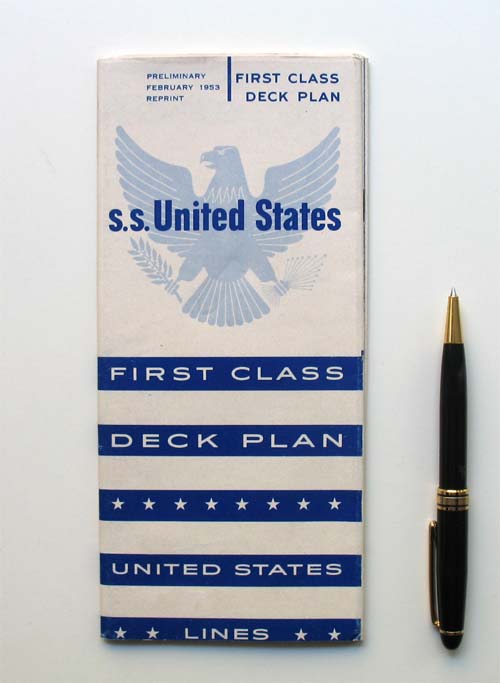 PRELIMINARY
FEBRUARY 1953
REPRINT
FIRST CLASS
DECK PLAN
s.s. United States
FIRST CLASS
DECK PLAN
UNITED STATES
LINES